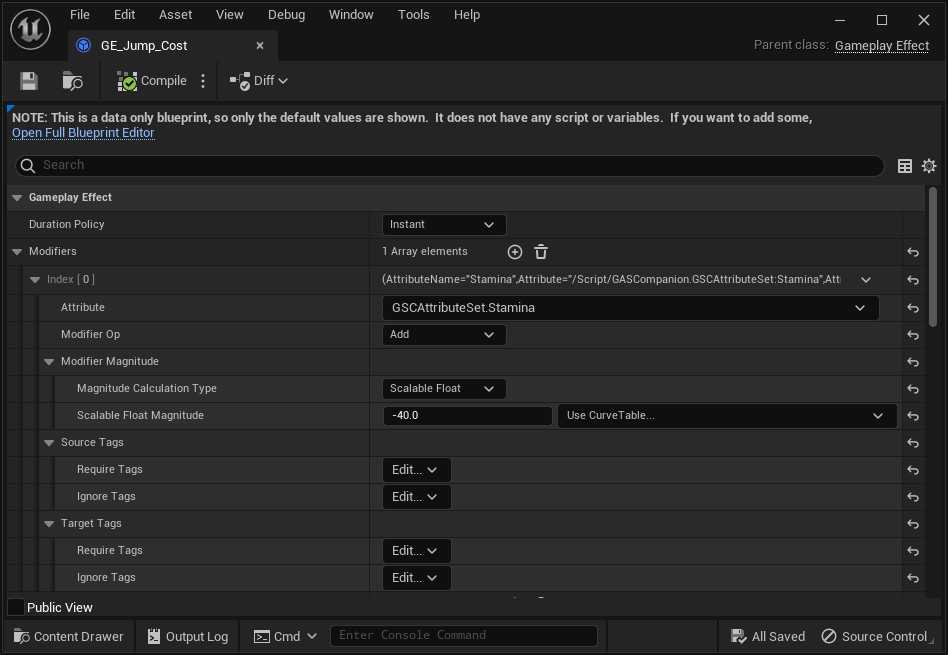 File Edit Asset View Debug Window Tools Help
GE_Jump_Cost
Parent class: Gameplay Effect
Compile Diff
NOTE: This is a data only blueprint, so only the default values are shown.  It does not have any script or variables.  If you want to add some,
Open Full Blueprint Editor
Search
Gameplay Effect
Duration Policy Instant
Modifiers 1 Array elements
Index [ 0 ] (AttributeName="Stamina",Attribute="/Script/GASCompanion.GSCAttributeSet:Stamina",Att
Attribute GSCAttributeSet.Stamina
Modifier Op Add
Modifier Magnitude
Magnitude Calculation Type Scalable Float
Scalable Float Magnitude -40.0 Use CurveTable...
Source Tags
Require Tags Edit...
Ignore Tags Edit...
Target Tags
Require Tags Edit...
Ignore Tags Edit...
Public View
Content Drawer Output Log Cmd Enter Console Command All Saved Source Control